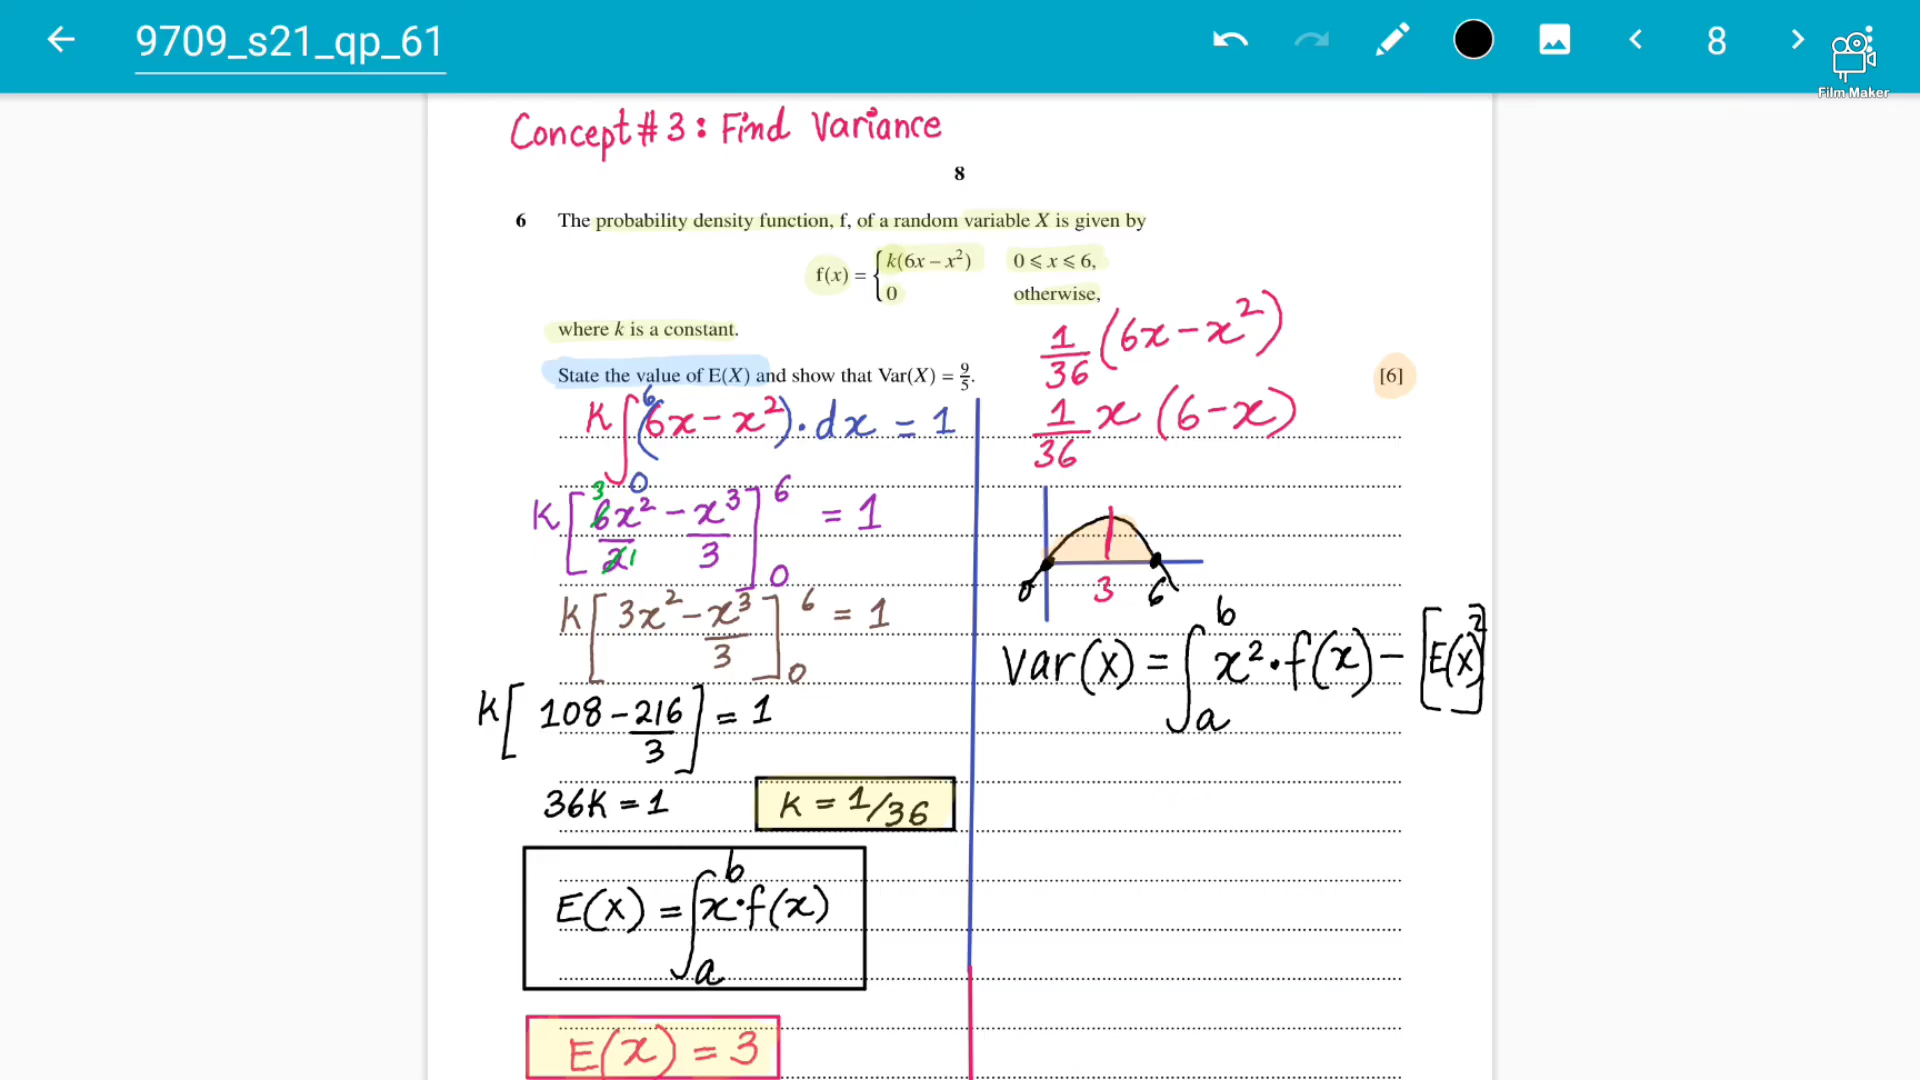 9709_s21_qp_61
8
Film Maker
Concept # 3 : Find Variance
8
6 The probability density function, f, of a random variable X is given by
f(x) = { k(6x – x²) 0 ⩽ x ⩽ 6,
0 otherwise,
where k is a constant.
State the value of E(X) and show that Var(X) = 9/5. [6]
K ∫₀⁶ (6x – x²) . dx = 1
K [ 6x²/2 – x³/3 ]₀⁶ = 1
3 1
K [ 3x² – x³/3 ]₀⁶ = 1
K [ 108 – 216/3 ] = 1
36K = 1 K = 1/36
E(x) = ∫ₐᵇ x·f(x)
E(x) = 3
1/36 (6x – x²)
1/36 x (6 – x)
0 3 6
Var(x) = ∫ₐᵇ x²·f(x) – [E(x)]²